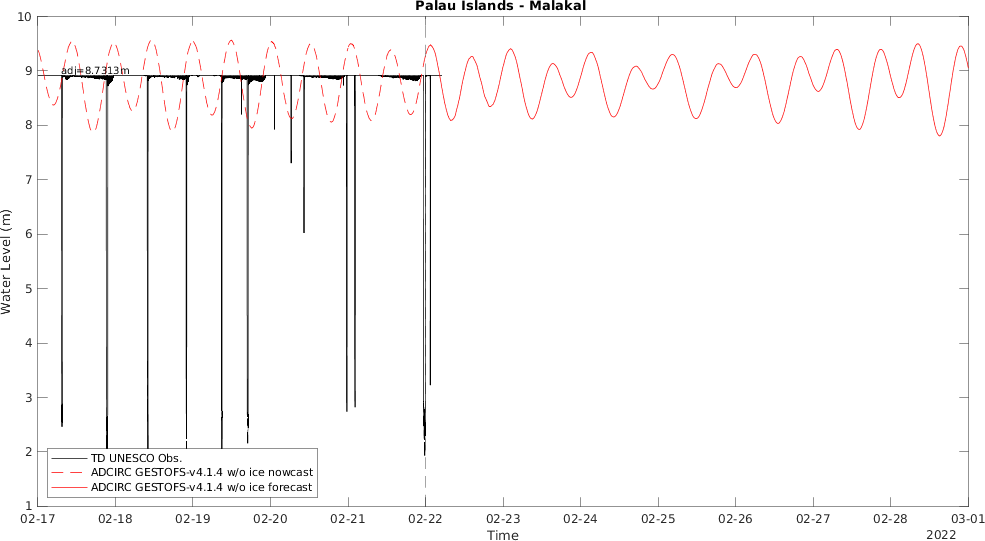 Palau Islands - Malakal
10
9
8
7
6
5
4
3
2
1
Water Level (m)
adj=8.7313m
TD UNESCO Obs.
ADCIRC GESTOFS-v4.1.4 w/o ice nowcast
ADCIRC GESTOFS-v4.1.4 w/o ice forecast
02-17 02-18 02-19 02-20 02-21 02-22 02-23 02-24 02-25 02-26 02-27 02-28 03-01
Time
2022